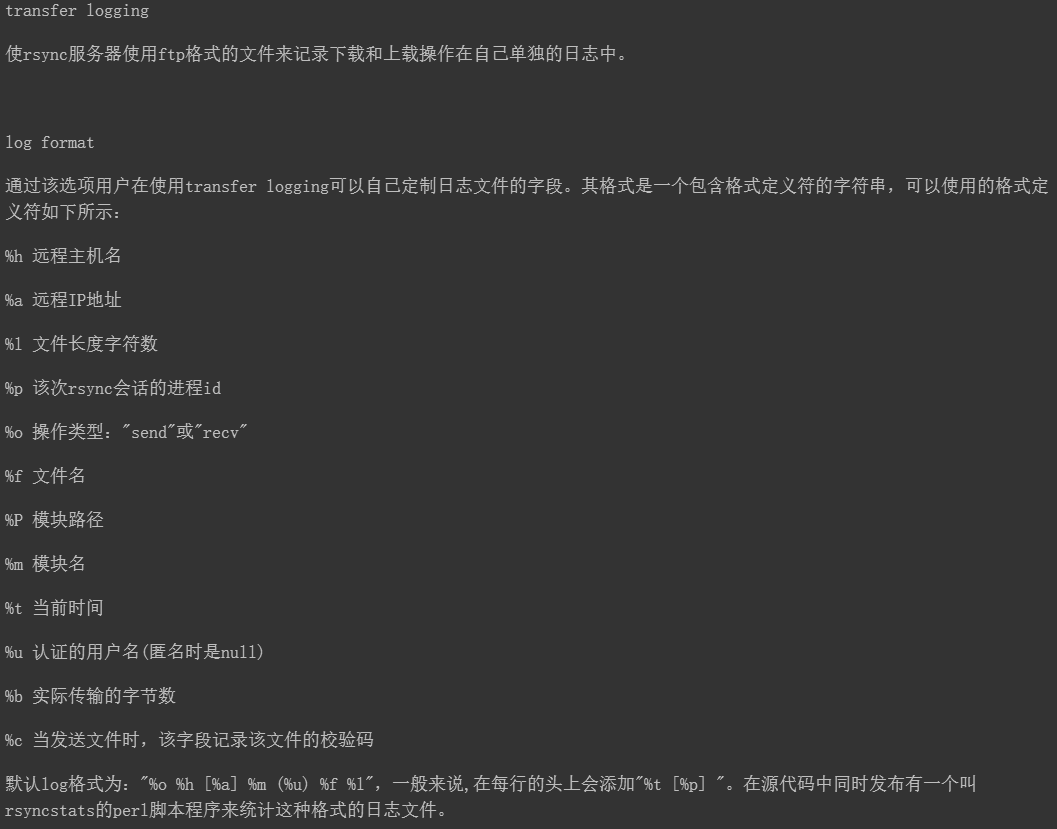 transfer logging
使rsync服务器使用ftp格式的文件来记录下载和上载操作在自己单独的日志中。
log format
通过该选项用户在使用transfer logging可以自己定制日志文件的字段。其格式是一个包含格式定义符的字符串，可以使用的格式定
义符如下所示：
%h 远程主机名
%a 远程IP地址
%l 文件长度字符数
%p 该次rsync会话的进程id
%o 操作类型："send"或"recv"
%f 文件名
%P 模块路径
%m 模块名
%t 当前时间
%u 认证的用户名(匿名时是null)
%b 实际传输的字节数
%c 当发送文件时，该字段记录该文件的校验码
默认log格式为："%o %h [%a] %m (%u) %f %l"，一般来说,在每行的头上会添加"%t [%p] "。在源代码中同时发布有一个叫
rsyncstats的perl脚本程序来统计这种格式的日志文件。